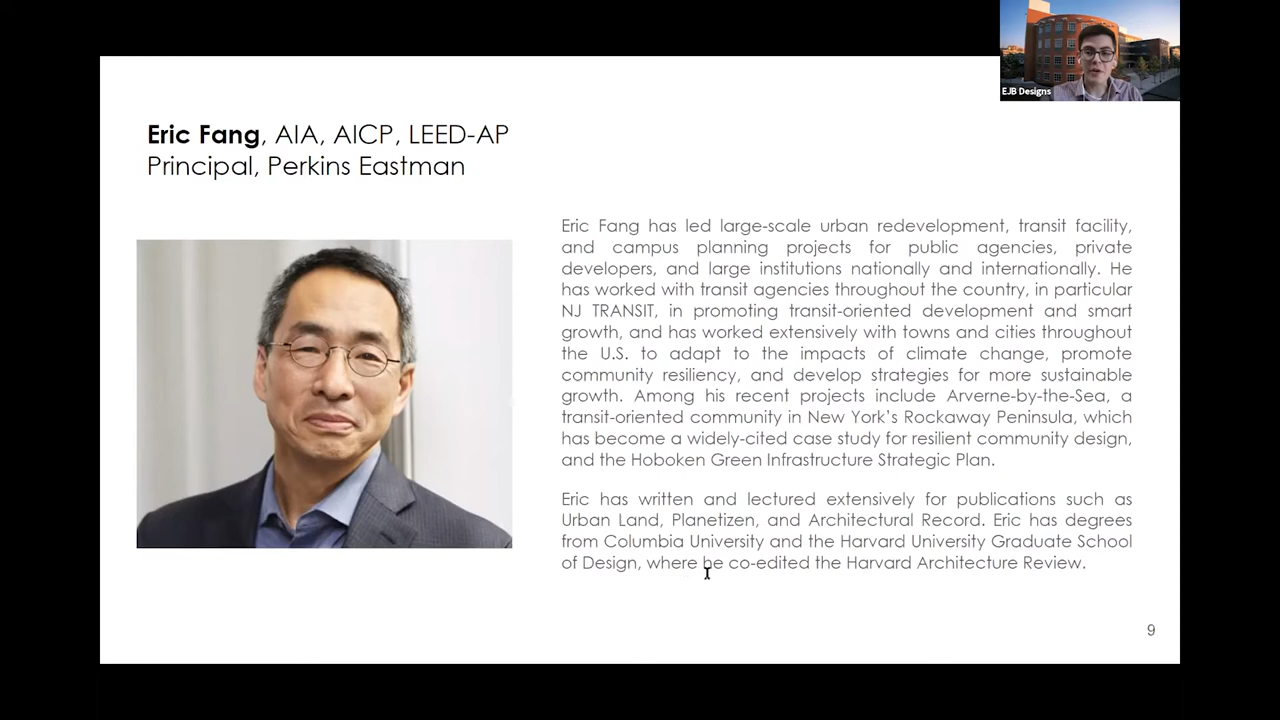 EJB Designs
Eric Fang, AIA, AICP, LEED-AP
Principal, Perkins Eastman
Eric Fang has led large-scale urban redevelopment, transit facility,
and campus planning projects for public agencies, private
developers, and large institutions nationally and internationally. He
has worked with transit agencies throughout the country, in particular
NJ TRANSIT, in promoting transit-oriented development and smart
growth, and has worked extensively with towns and cities throughout
the U.S. to adapt to the impacts of climate change, promote
community resiliency, and develop strategies for more sustainable
growth. Among his recent projects include Arverne-by-the-Sea, a
transit-oriented community in New York's Rockaway Peninsula, which
has become a widely-cited case study for resilient community design,
and the Hoboken Green Infrastructure Strategic Plan.
Eric has written and lectured extensively for publications such as
Urban Land, Planetizen, and Architectural Record. Eric has degrees
from Columbia University and the Harvard University Graduate School
of Design, where he co-edited the Harvard Architecture Review.
9